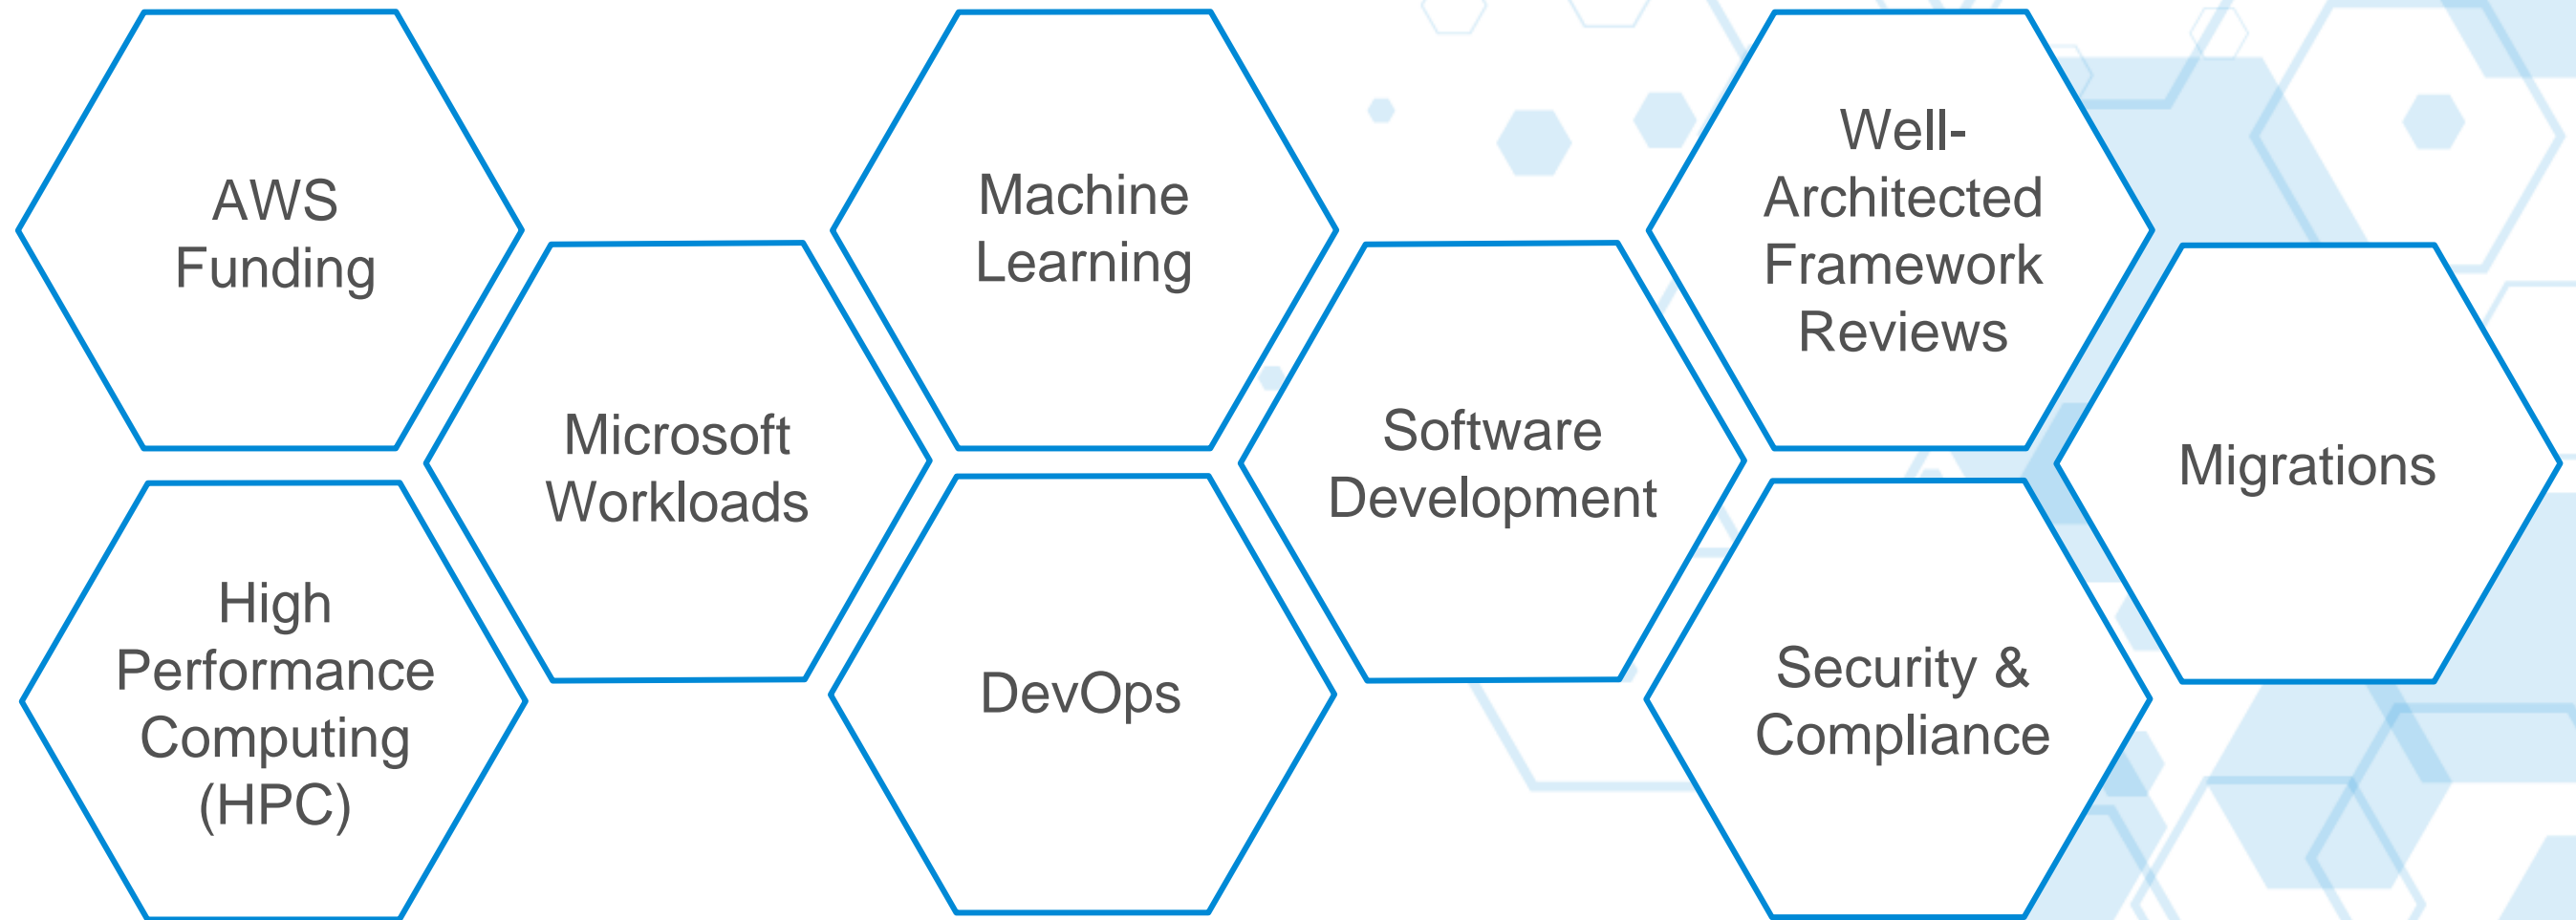 AWS
Funding
High
Performance
Computing
(HPC)
Microsoft
Workloads
Machine
Learning
DevOps
Software
Development
Well-
Architected
Framework
Reviews
Security &
Compliance
Migrations